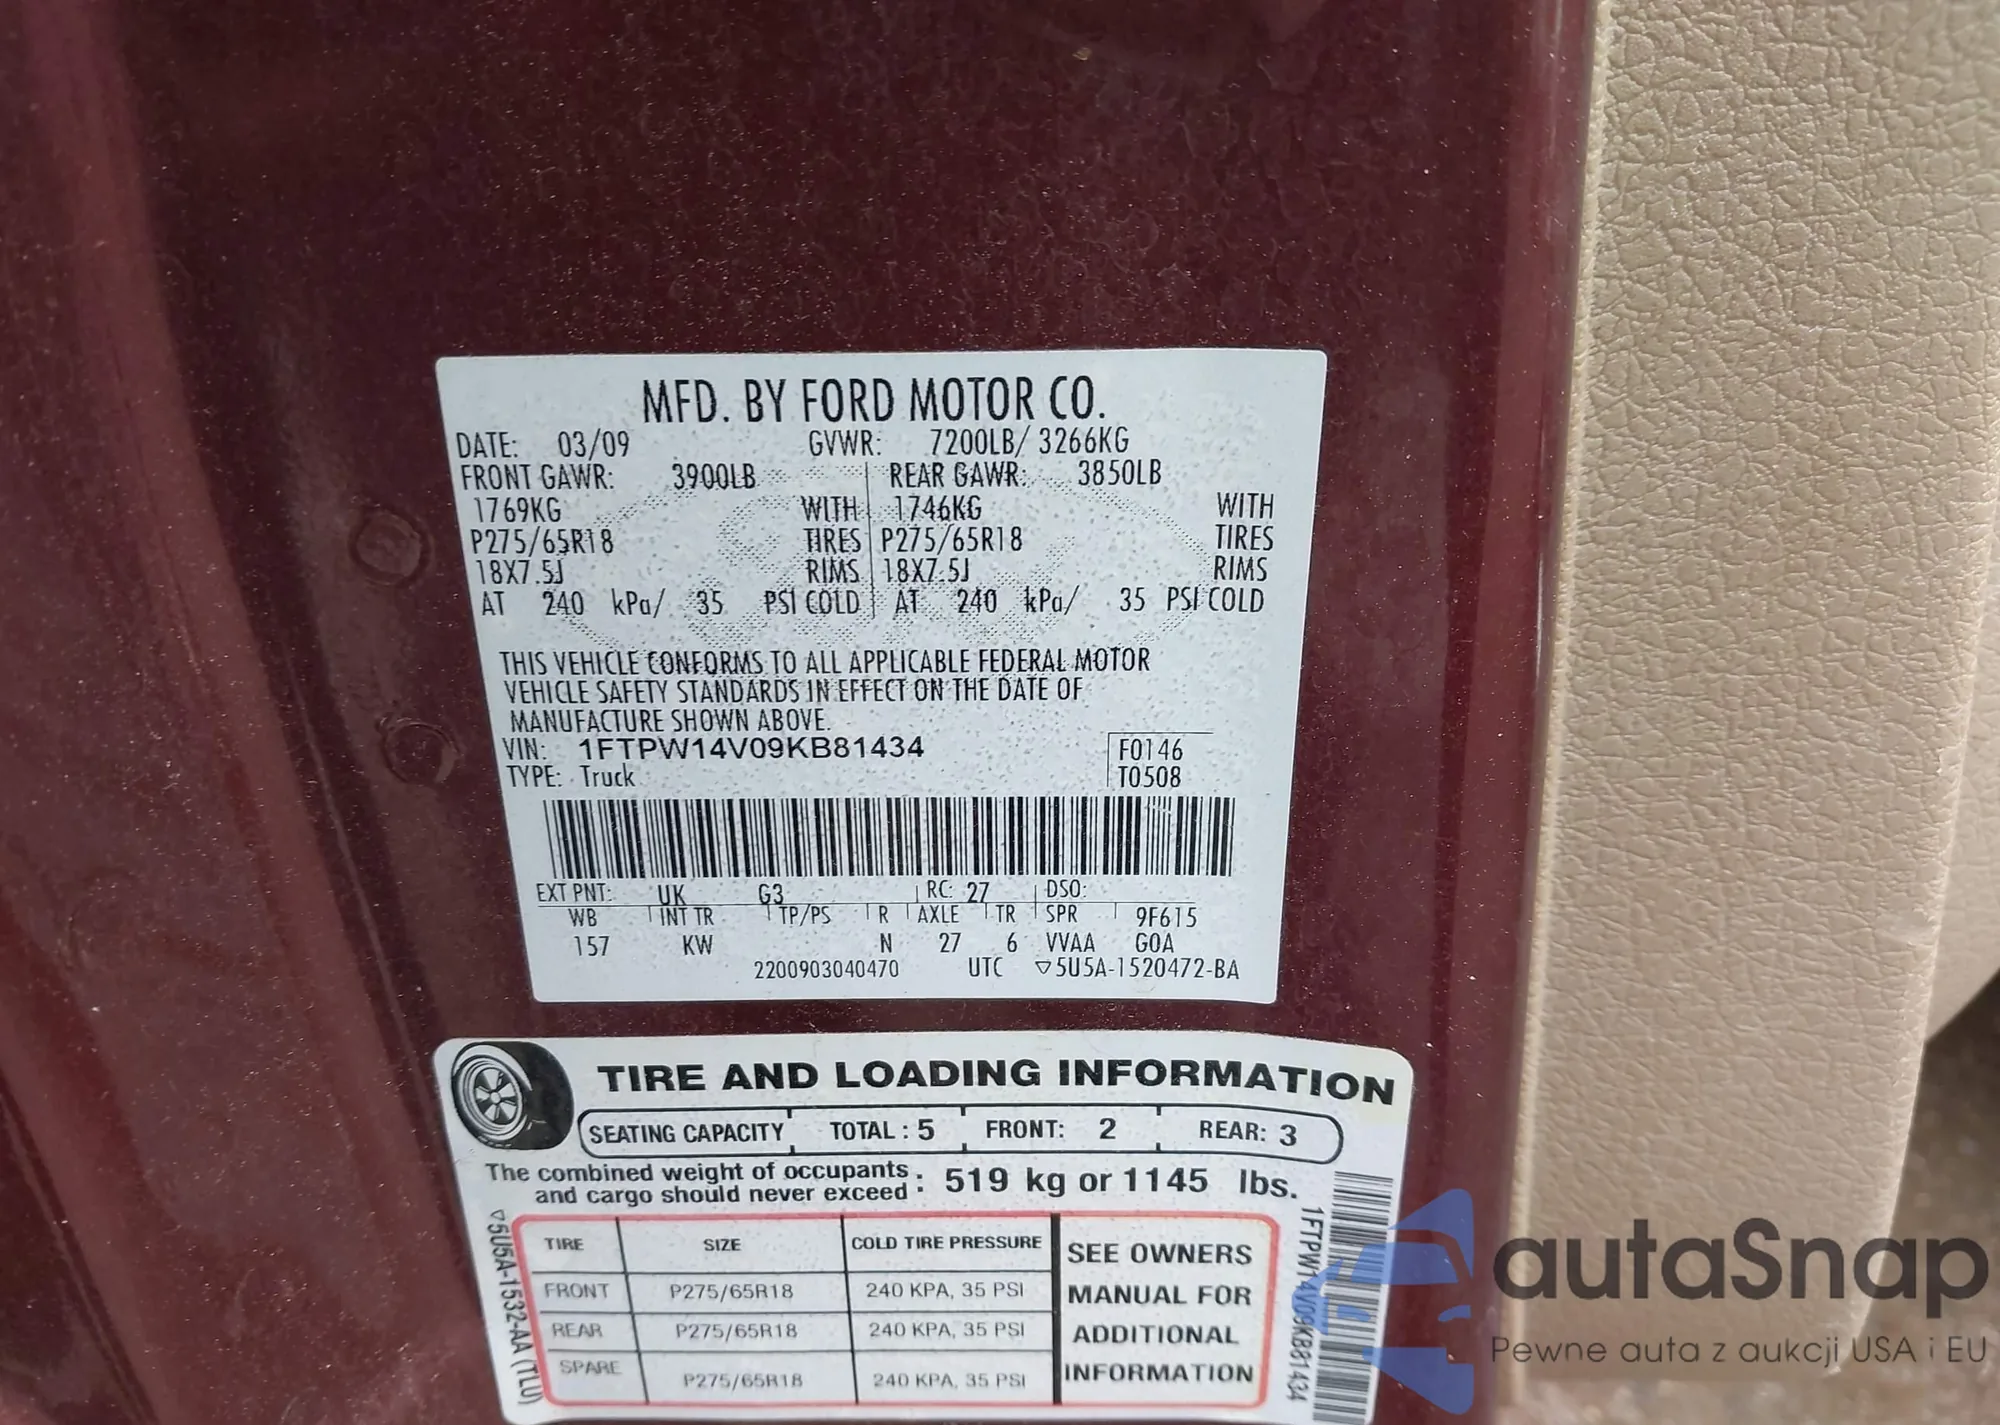 MFD. BY FORD MOTOR CO.
DATE: 03/09 GVWR: 7200LB/ 3266KG
FRONT GAWR: 3900LB REAR GAWR: 3850LB
1769KG WITH 1746KG WITH
P275/65R18 TIRES P275/65R18 TIRES
18X7.5J RIMS 18X7.5J RIMS
AT 240 kPa/ 35 PSI COLD AT 240 kPa/ 35 PSI COLD
THIS VEHICLE CONFORMS TO ALL APPLICABLE FEDERAL MOTOR
VEHICLE SAFETY STANDARDS IN EFFECT ON THE DATE OF
MANUFACTURE SHOWN ABOVE.
VIN: 1FTPW14V09KB81434 F0146
TYPE: Truck T0508
EXT PNT: UK G3 RC: 27 DSO:
WB INT TR TP/PS R AXLE TR SPR 9F615
157 KW N 27 6 VVAA GOA
2200903040470 UTC ▽5U5A-1520472-BA
TIRE AND LOADING INFORMATION
SEATING CAPACITY TOTAL : 5 FRONT: 2 REAR: 3
The combined weight of occupants
and cargo should never exceed : 519 kg or 1145 lbs.
TIRE SIZE COLD TIRE PRESSURE
FRONT P275/65R18 240 KPA, 35 PSI
REAR P275/65R18 240 KPA, 35 PSI
SPARE P275/65R18 240 KPA, 35 PSI
SEE OWNERS
MANUAL FOR
ADDITIONAL
INFORMATION
▽5U5A-1532-AA (TLU)
1FTPW14V09KB81434
autaSnap
Pewne auta z aukcji USA i EU